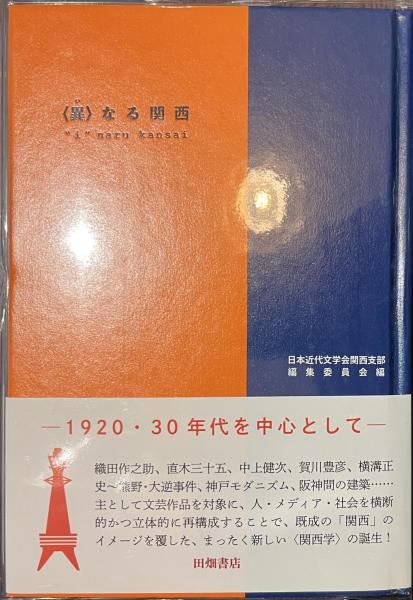 い
〈異〉なる関西
"i" naru kansai
日本近代文学会関西支部
編集委員会編
―1920・30年代を中心として―
織田作之助、直木三十五、中上健次、賀川豊彦、横溝正
史~熊野・大逆事件、神戸モダニズム、阪神間の建築……
主として文芸作品を対象に、人・メディア・社会を横断
的かつ立体的に再構成することで、既成の「関西」の
イメージを覆した、まったく新しい〈関西学〉の誕生!
田畑書店